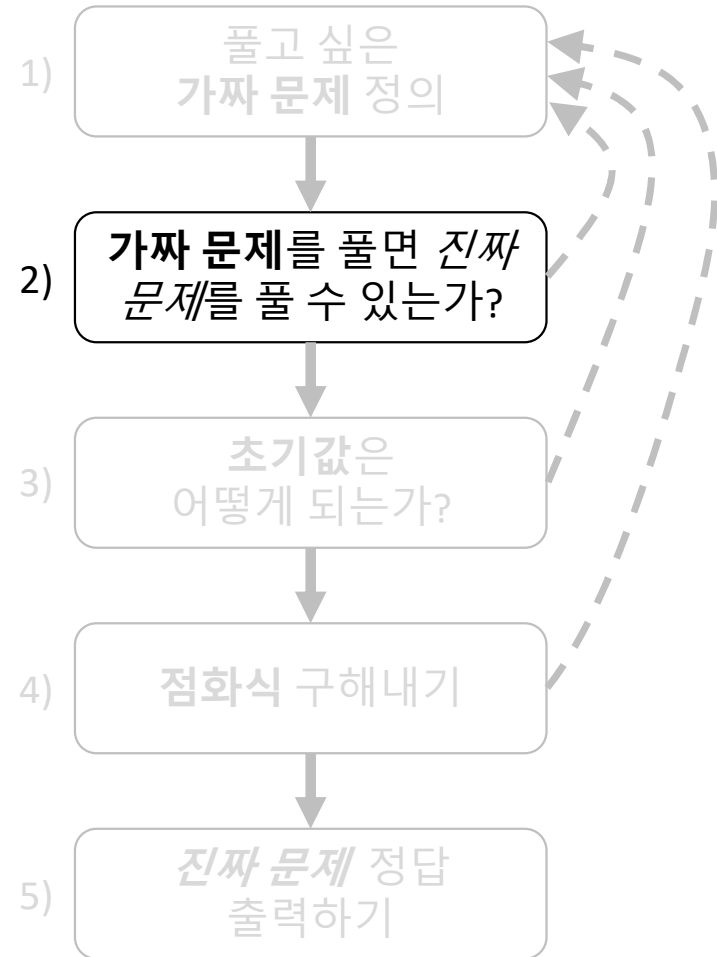 1)
풀고 싶은
가짜 문제 정의
2)
가짜 문제를 풀면 진짜
문제를 풀 수 있는가?
3)
초기값은
어떻게 되는가?
4)
점화식 구해내기
5)
진짜 문제 정답
출력하기